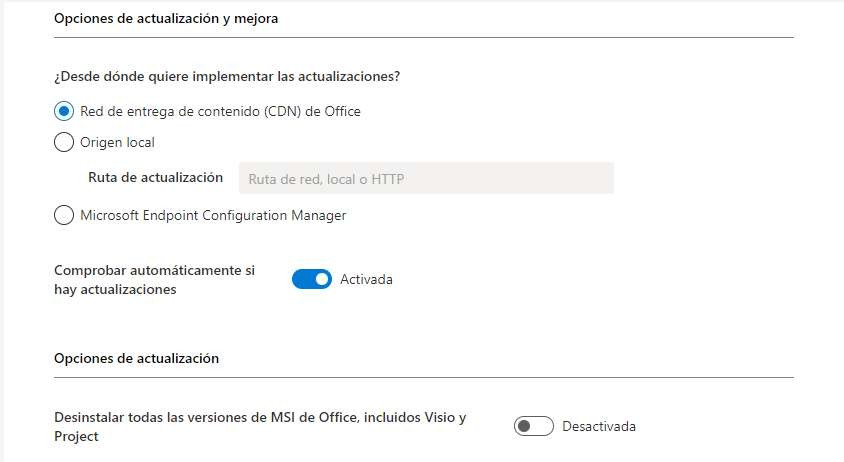 Opciones de actualización y mejora
¿Desde dónde quiere implementar las actualizaciones?
Red de entrega de contenido (CDN) de Office
Origen local
Ruta de actualización Ruta de red, local o HTTP
Microsoft Endpoint Configuration Manager
Comprobar automáticamente si
hay actualizaciones
Activada
Opciones de actualización
Desinstalar todas las versiones de MSI de Office, incluidos Visio y
Project
Desactivada